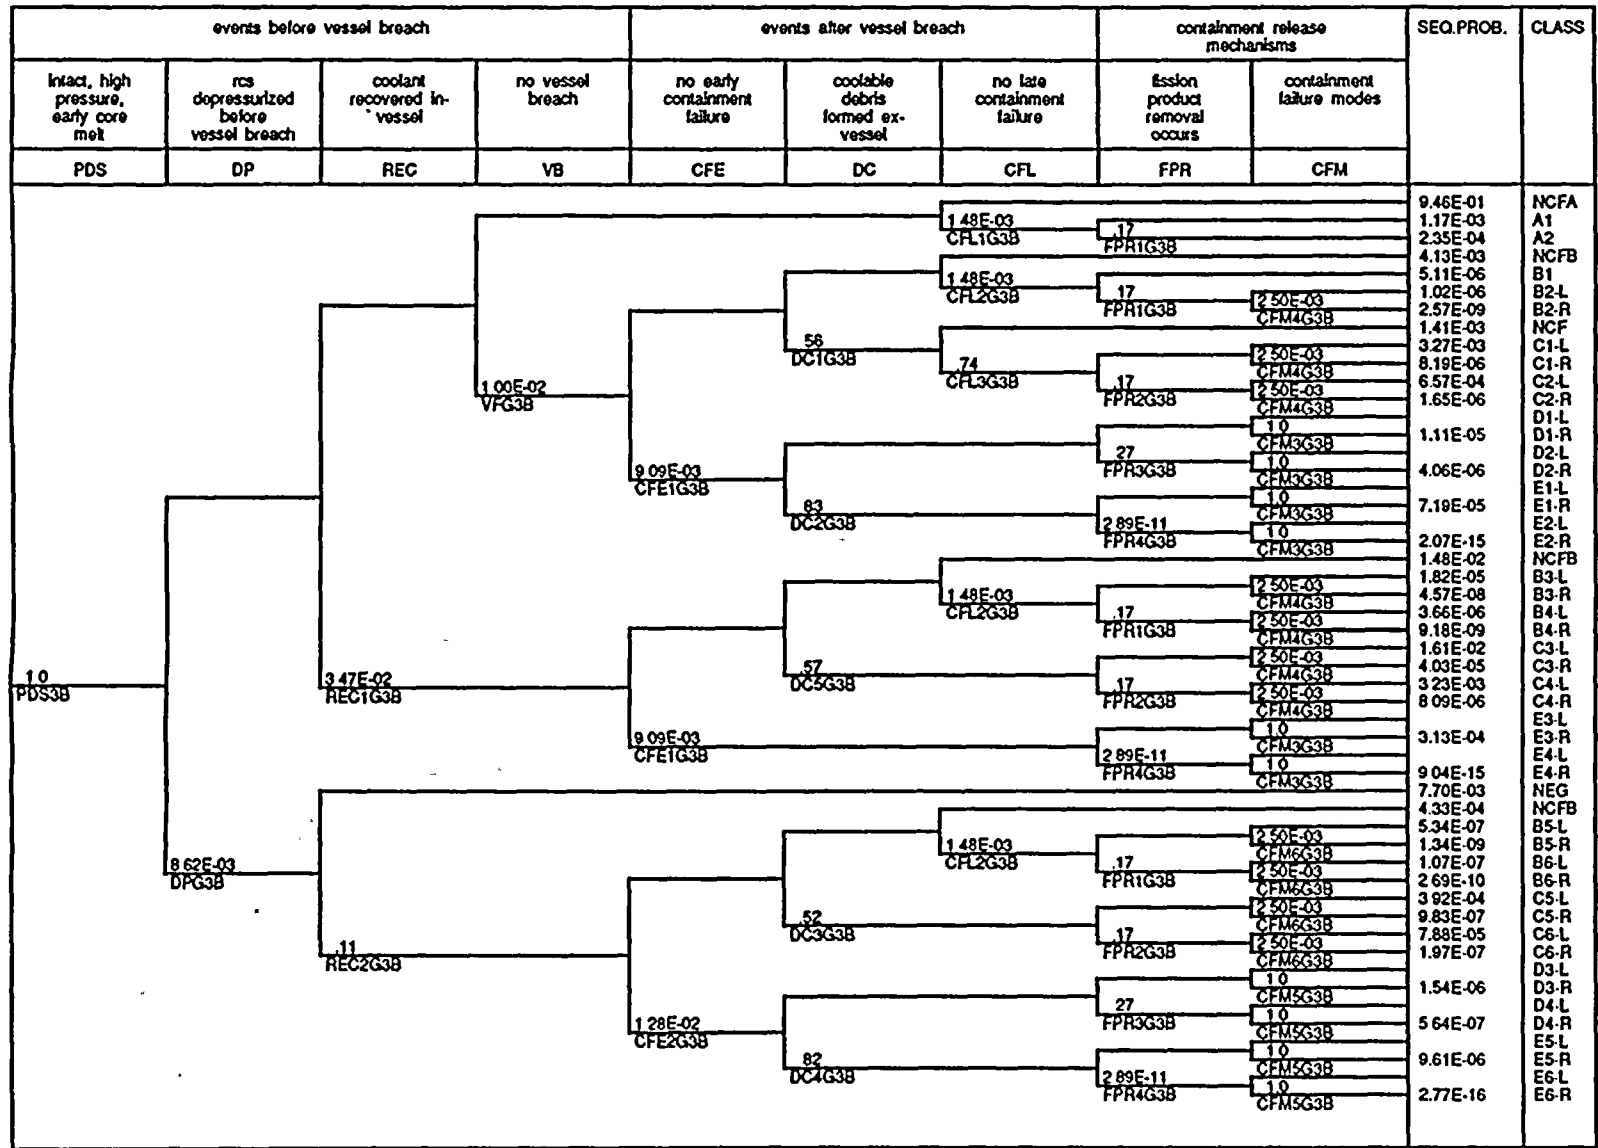 events before vessel breach events after vessel breach containment release mechanisms SEQ.PROB. CLASS
intact, high pressure, early core melt
rcs depressurized before vessel breach
coolant recovered in-vessel
no vessel breach
no early containment failure
coolable debris formed ex-vessel
no late containment failure
fission product removal occurs
containment failure modes
PDS DP REC VB CFE DC CFL FPR CFM
9.46E-01 NCFA
1.48E-03 1.17E-03 A1
CFL1G3B .17
FPR1G3B 2.35E-04 A2
4.13E-03 NCFB
1.48E-03 5.11E-06 B1
CFL2G3B .17 1.02E-06 B2-L
FPR1G3B 2.50E-03
CFM4G3B 2.57E-09 B2-R
1.41E-03 NCF
.56
DC1G3B 3.27E-03 C1-L
2.50E-03
CFM4G3B 8.19E-06 C1-R
.74
CFL3G3B 6.57E-04 C2-L
.17
FPR2G3B 2.50E-03
CFM4G3B 1.65E-06 C2-R
1.00E-02
VFG3B
D1-L
1.0
CFM3G3B 1.11E-05 D1-R
.27
FPR3G3B D2-L
1.0
CFM3G3B 4.06E-06 D2-R
9.09E-03
CFE1G3B
E1-L
1.0
CFM3G3B 7.19E-05 E1-R
.83
DC2G3B E2-L
2.89E-11
FPR4G3B 1.0
CFM3G3B 2.07E-15 E2-R
1.48E-02 NCFB
1.82E-05 B3-L
2.50E-03
CFM4G3B 4.57E-08 B3-R
1.48E-03
CFL2G3B 3.66E-06 B4-L
.17
FPR1G3B 2.50E-03
CFM4G3B 9.18E-09 B4-R
1.61E-02 C3-L
2.50E-03
CFM4G3B 4.03E-05 C3-R
.57
DC5G3B 3.23E-03 C4-L
.17
FPR2G3B 2.50E-03
CFM4G3B 8.09E-06 C4-R
1.0
PDS3B
3.47E-02
REC1G3B
E3-L
1.0
CFM3G3B 3.13E-04 E3-R
9.09E-03
CFE1G3B E4-L
2.89E-11
FPR4G3B 1.0
CFM3G3B 9.04E-15 E4-R
7.70E-03 NEG
4.33E-04 NCFB
5.34E-07 B5-L
2.50E-03
CFM6G3B 1.34E-09 B5-R
1.48E-03
CFL2G3B 1.07E-07 B6-L
.17
FPR1G3B 2.50E-03
CFM6G3B 2.69E-10 B6-R
8.62E-03
DPG3B
3.92E-04 C5-L
2.50E-03
CFM6G3B 9.83E-07 C5-R
.52
DC3G3B 7.88E-05 C6-L
.17
FPR2G3B 2.50E-03
CFM6G3B 1.97E-07 C6-R
.11
REC2G3B
D3-L
1.0
CFM5G3B 1.54E-06 D3-R
.27
FPR3G3B D4-L
1.0
CFM5G3B 5.64E-07 D4-R
1.28E-02
CFE2G3B
E5-L
1.0
CFM5G3B 9.61E-06 E5-R
.82
DC4G3B E6-L
2.89E-11
FPR4G3B 1.0
CFM5G3B 2.77E-16 E6-R